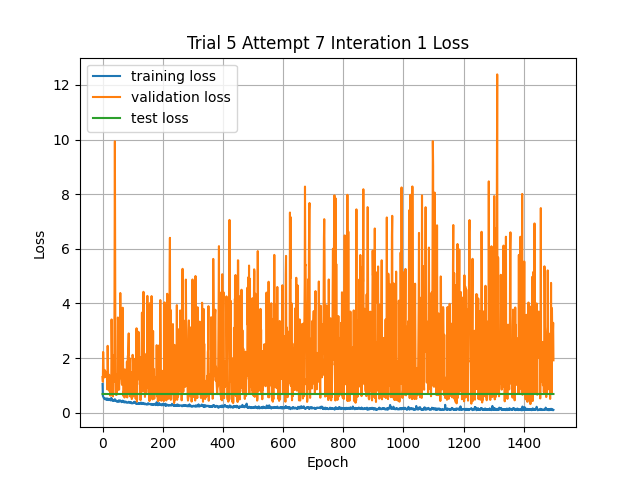 Trial 5 Attempt 7 Interation 1 Loss
training loss
validation loss
test loss
12
10
8
6
4
2
0
Loss
0 200 400 600 800 1000 1200 1400
Epoch